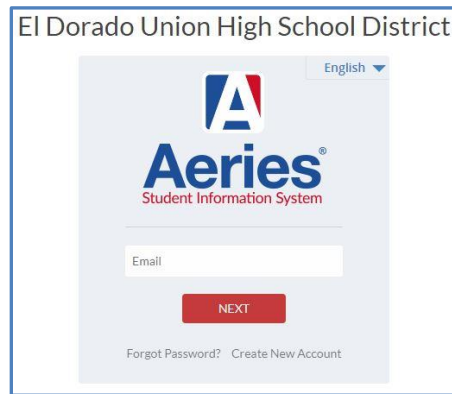 El Dorado Union High School District
English
A
Aeries®
Student Information System
Email
NEXT
Forgot Password? Create New Account